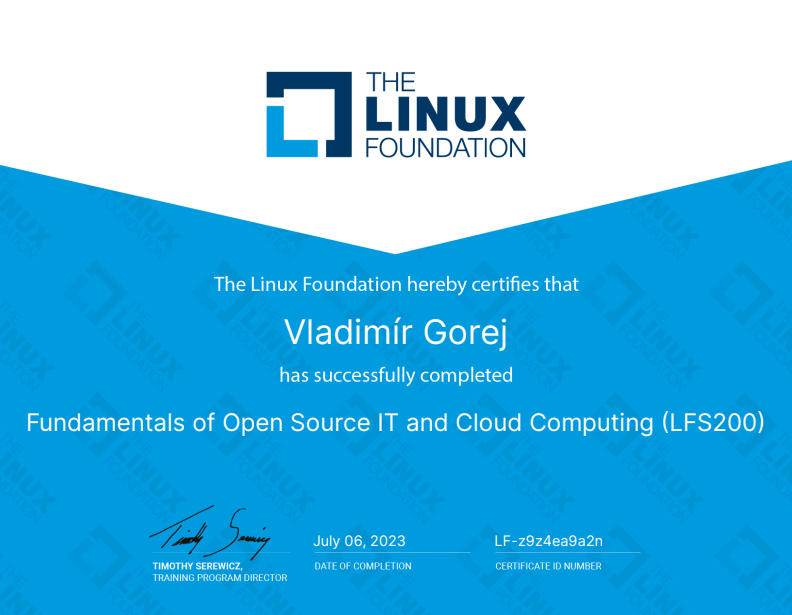 THE
LINUX
FOUNDATION
The Linux Foundation hereby certifies that
Vladimír Gorej
has successfully completed
Fundamentals of Open Source IT and Cloud Computing (LFS200)
Timothy Serewicz
July 06, 2023
LF-z9z4ea9a2n
TIMOTHY SEREWICZ,
TRAINING PROGRAM DIRECTOR
DATE OF COMPLETION
CERTIFICATE ID NUMBER